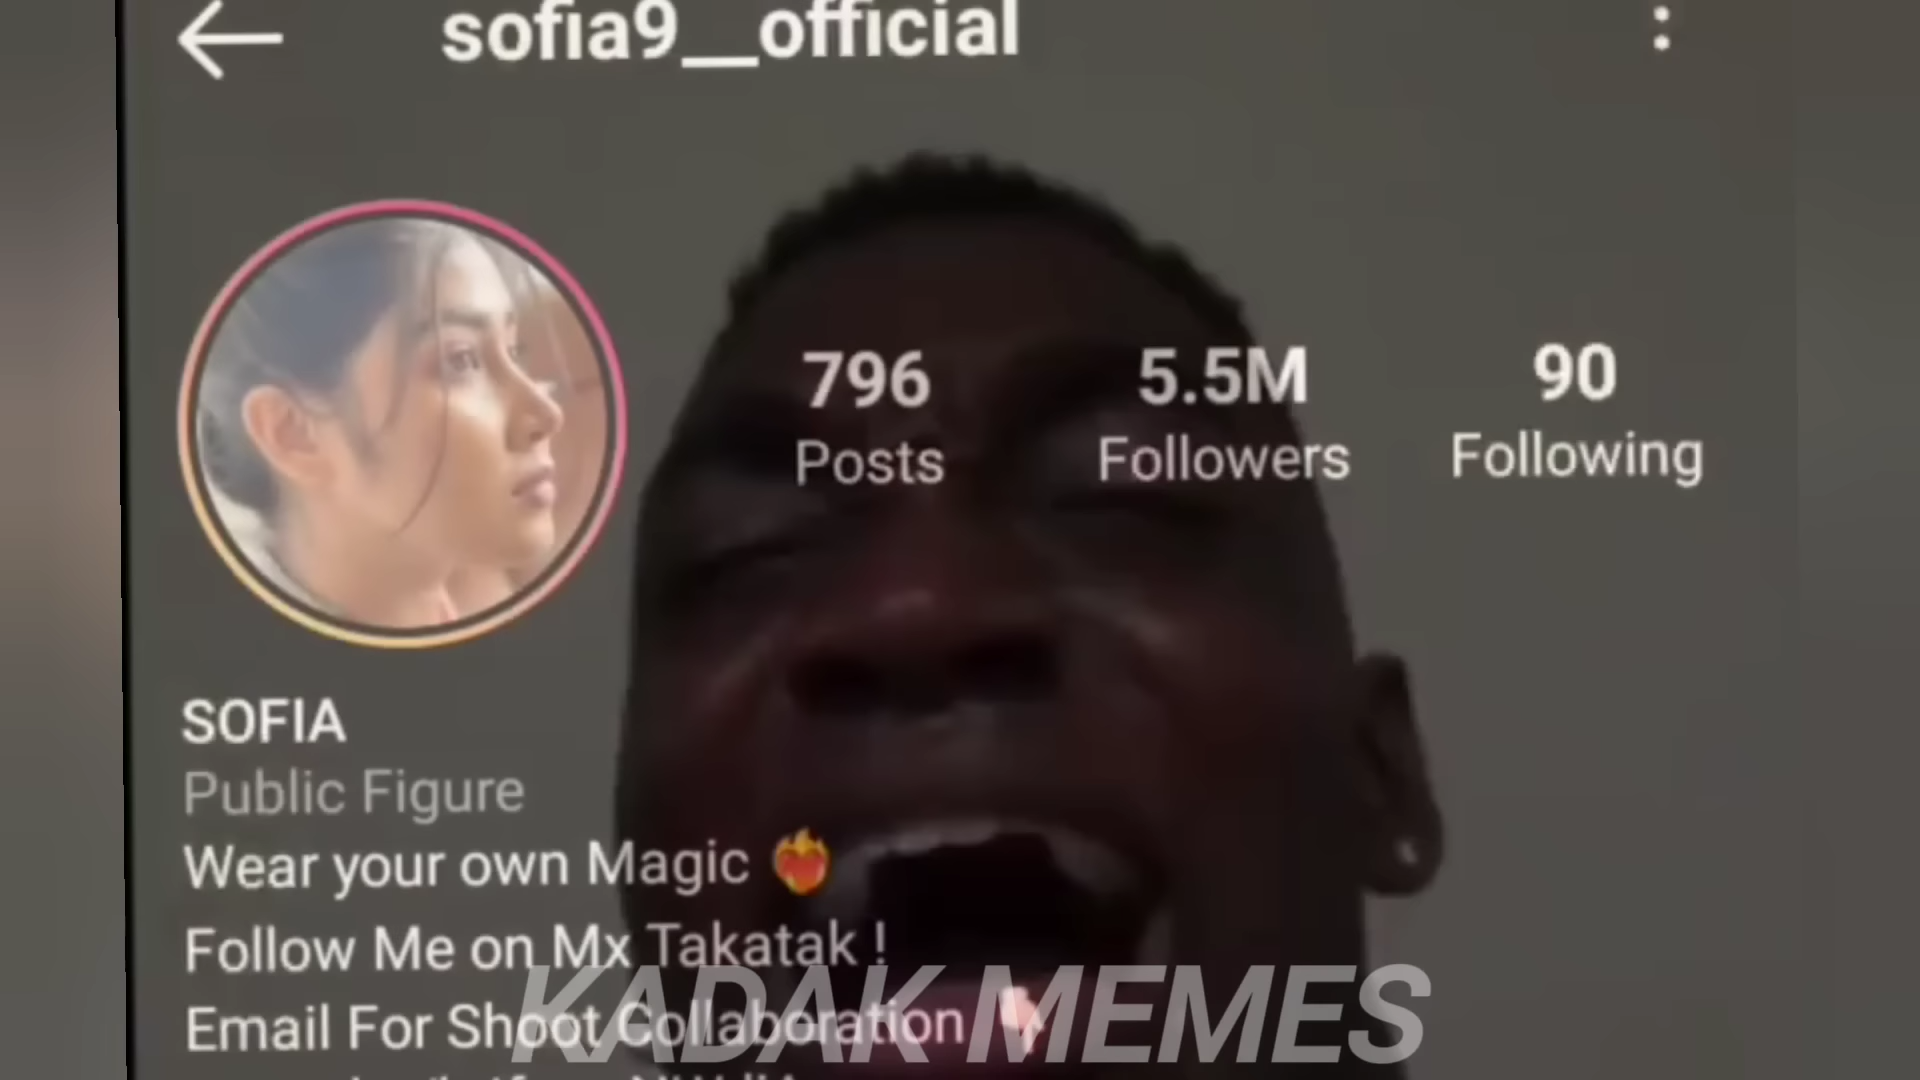 sofia9__official
796 5.5M 90
Posts Followers Following
SOFIA
Public Figure
Wear your own Magic ❤️‍🔥
Follow Me on Mx Takatak !
Email For Shoot Collaboration 👇
KADAK MEMES